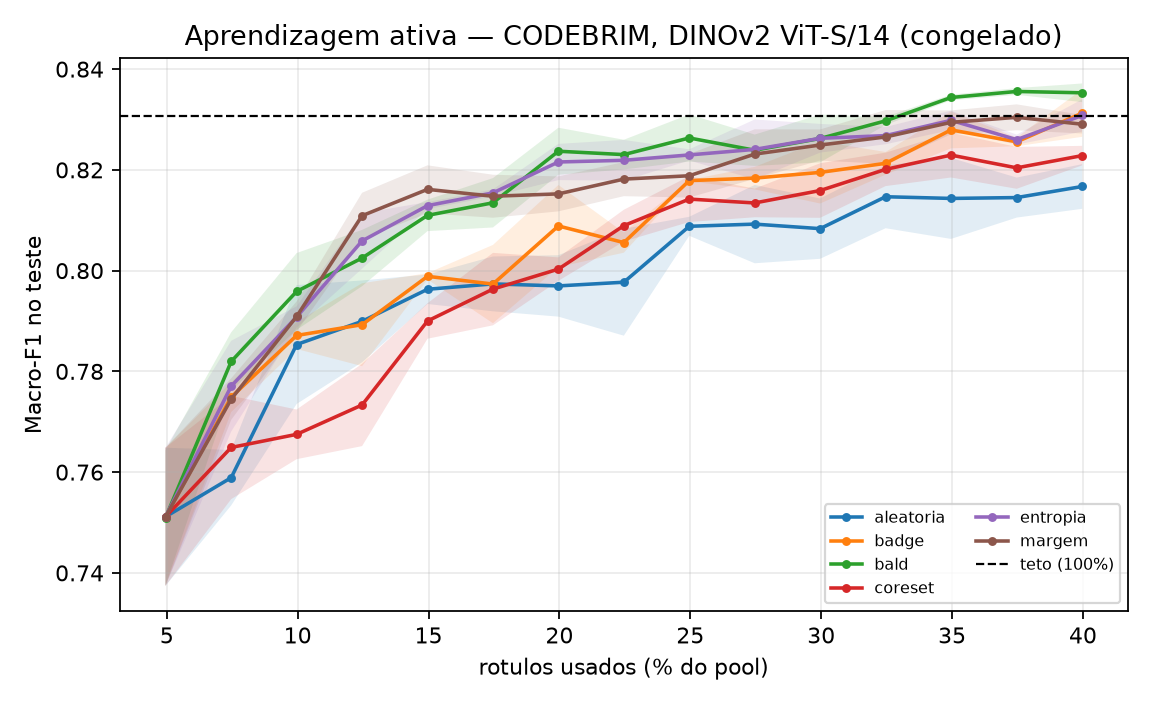 Aprendizagem ativa — CODEBRIM, DINOv2 ViT-S/14 (congelado)
Macro-F1 no teste
0.84
0.82
0.80
0.78
0.76
0.74
5 10 15 20 25 30 35 40
rotulos usados (% do pool)
aleatoria
badge
bald
coreset
entropia
margem
teto (100%)